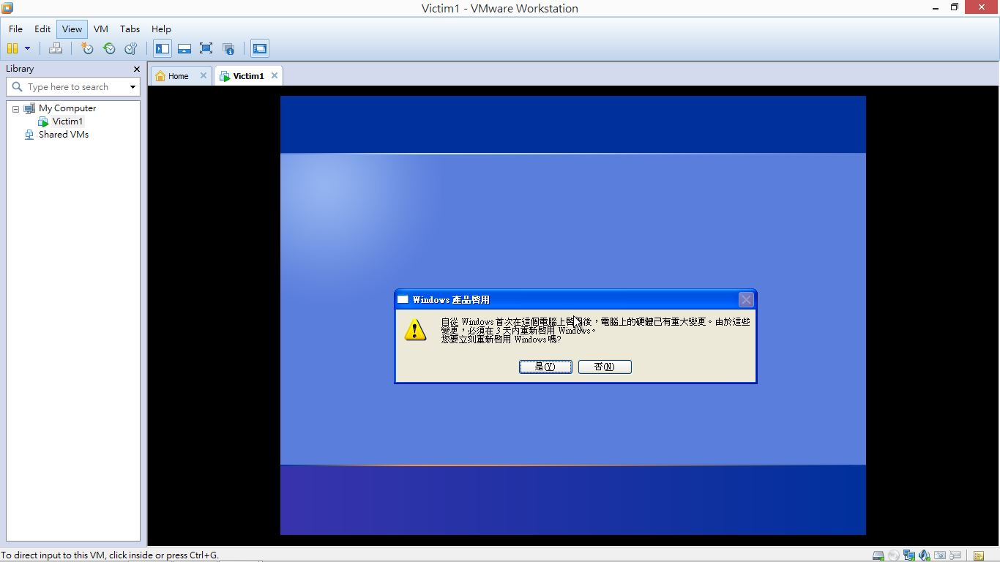 Victim1 - VMware Workstation
File Edit View VM Tabs Help
Library
Home
Victim1
Type here to search
My Computer
Victim1
Shared VMs
Windows 產品啓用
自從 Windows 首次在這個電腦上啓用後，電腦上的硬體已有重大變更。由於這些
變更，必須在 3 天內重新啓用 Windows。
您要立刻重新啓用 Windows 嗎?
是(Y)
否(N)
To direct input to this VM, click inside or press Ctrl+G.